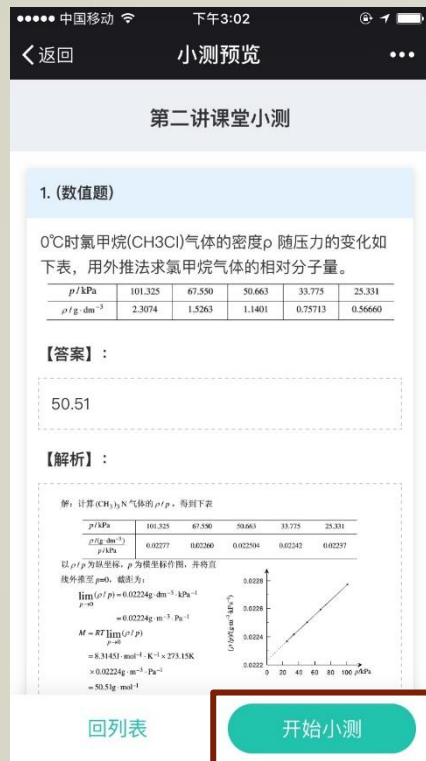 中国移动 下午3:02
返回 小测预览
第二讲课堂小测
1. (数值题)
0℃时氯甲烷(CH3Cl)气体的密度ρ 随压力的变化如
下表，用外推法求氯甲烷气体的相对分子量。
p / kPa 101.325 67.550 50.663 33.775 25.331
ρ / g·dm⁻³ 2.3074 1.5263 1.1401 0.75713 0.56660
【答案】:
50.51
【解析】:
解：计算(CH₃)₃N 气体的 ρ / p，得到下表
p / kPa 101.325 67.550 50.663 33.775 25.331
ρ/(g·dm⁻³)
p / kPa
0.02277 0.02260 0.022504 0.02242 0.02237
以 ρ / p 为纵坐标，p 为横坐标作图，并将直
线外推至 p=0，截距为：
lim (ρ / p) = 0.02224g·dm⁻³·kPa⁻¹
p→0
= 0.02224g·m⁻³·Pa⁻¹
M = RT lim (ρ / p)
p→0
= 8.3145J·mol⁻¹·K⁻¹ × 273.15K
× 0.02224g·m⁻³·Pa⁻¹
= 50.51g·mol⁻¹
0.0228
0.0226
0.0224
0.0222
0 20 40 60 80 100 p/kPa
(ρ/p)/(g·m⁻³·kPa⁻¹)
回列表 开始小测